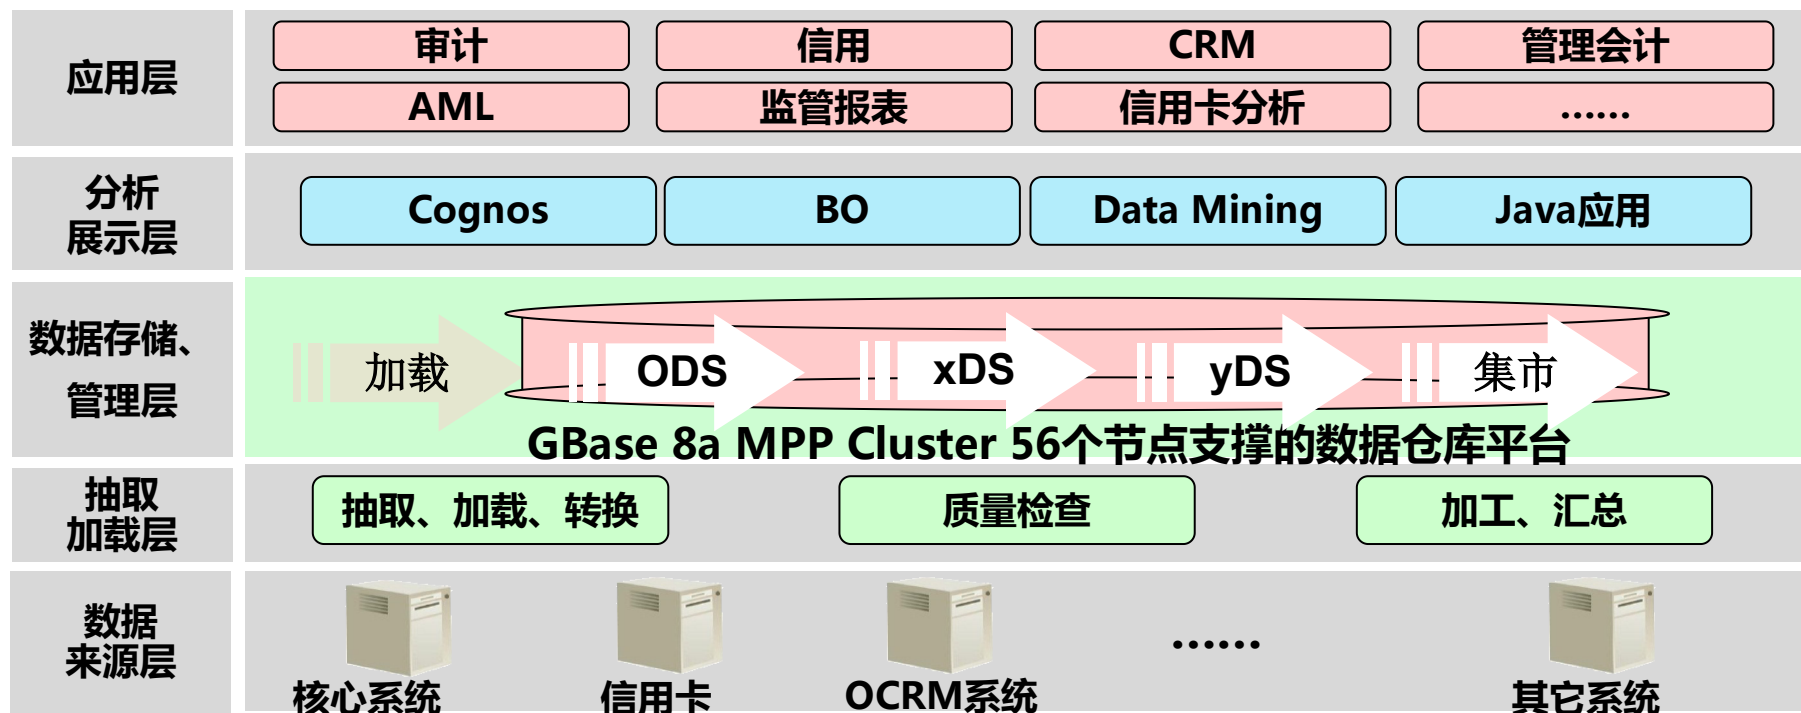 应用层
审计
信用
CRM
管理会计
AML
监管报表
信用卡分析
……
分析
展示层
Cognos
BO
Data Mining
Java应用
数据存储、
管理层
加载
ODS
xDS
yDS
集市
GBase 8a MPP Cluster 56个节点支撑的数据仓库平台
抽取
加载层
抽取、加载、转换
质量检查
加工、汇总
数据
来源层
……
核心系统
信用卡
OCRM系统
其它系统